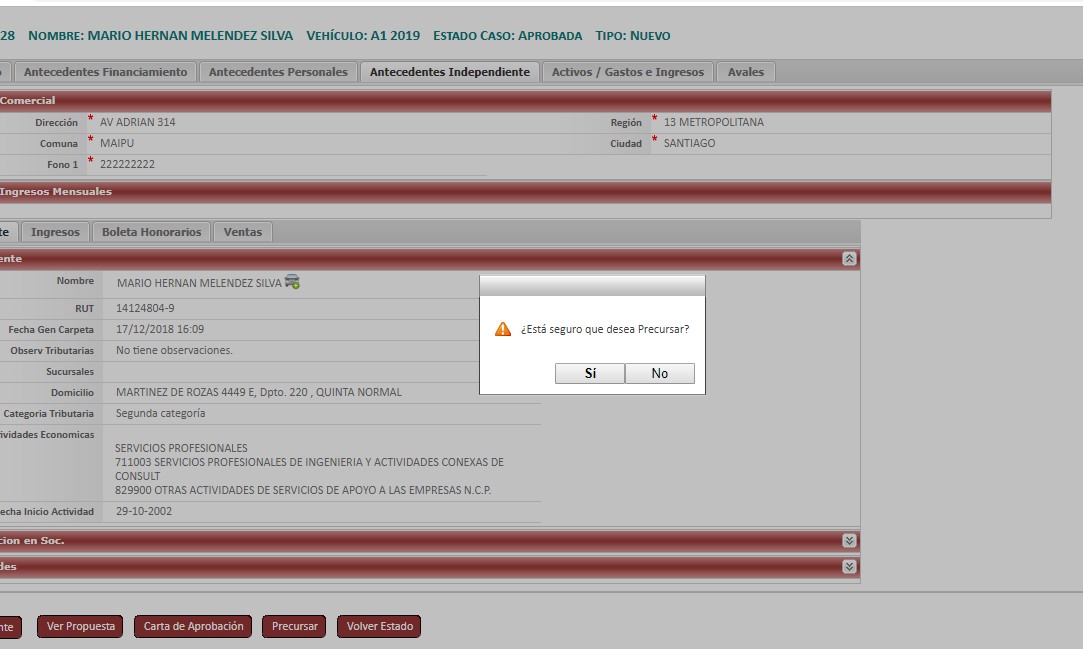 28 NOMBRE: MARIO HERNAN MELENDEZ SILVA VEHÍCULO: A1 2019 ESTADO CASO: APROBADA TIPO: NUEVO
Antecedentes Financiamiento Antecedentes Personales Antecedentes Independiente Activos / Gastos e Ingresos Avales
Comercial
Dirección * AV ADRIAN 314 Región * 13 METROPOLITANA
Comuna * MAIPU Ciudad * SANTIAGO
Fono 1 * 222222222
Ingresos Mensuales
te Ingresos Boleta Honorarios Ventas
ente
Nombre MARIO HERNAN MELENDEZ SILVA
RUT 14124804-9
Fecha Gen Carpeta 17/12/2018 16:09
Observ Tributarias No tiene observaciones.
Sucursales
Domicilio MARTINEZ DE ROZAS 4449 E, Dpto. 220 , QUINTA NORMAL
Categoria Tributaria Segunda categoría
ividades Economicas
SERVICIOS PROFESIONALES
711003 SERVICIOS PROFESIONALES DE INGENIERIA Y ACTIVIDADES CONEXAS DE
CONSULT
829900 OTRAS ACTIVIDADES DE SERVICIOS DE APOYO A LAS EMPRESAS N.C.P.
echa Inicio Actividad 29-10-2002
cion en Soc.
des
¿Está seguro que desea Precursar?
Sí No
nte Ver Propuesta Carta de Aprobación Precursar Volver Estado